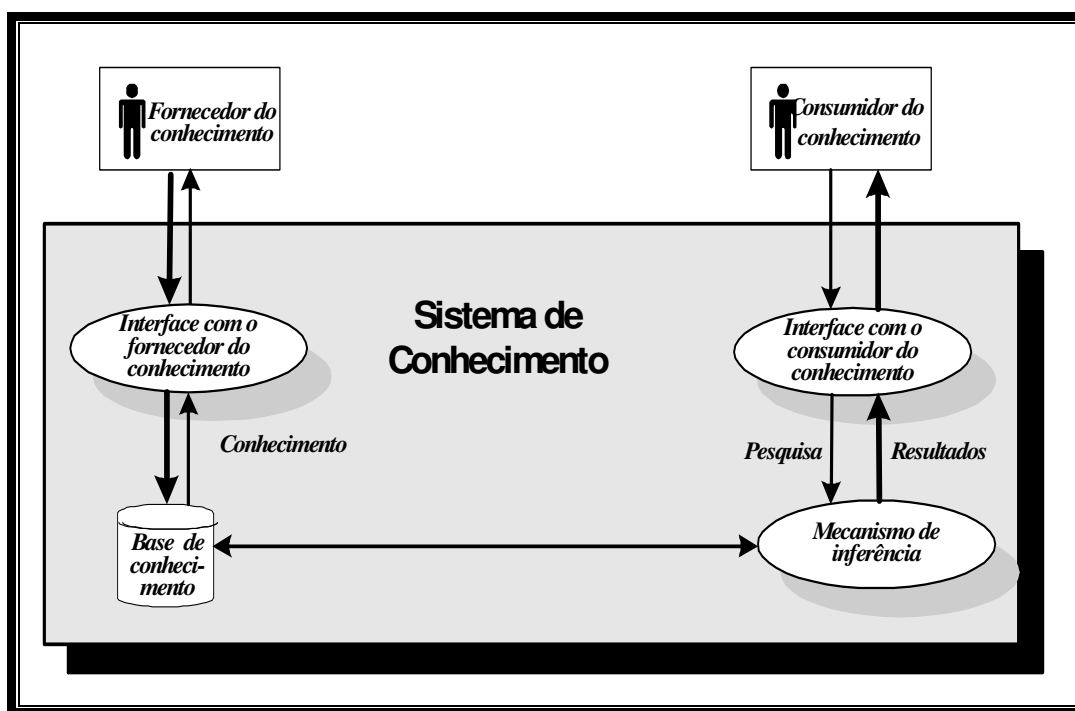 Fornecedor do
conhecimento
Consumidor do
conhecimento
Sistema de
Conhecimento
Interface com o
fornecedor do
conhecimento
Interface com o
consumidor do
conhecimento
Conhecimento
Pesquisa
Resultados
Base de
conheci-
mento
Mecanismo de
inferência